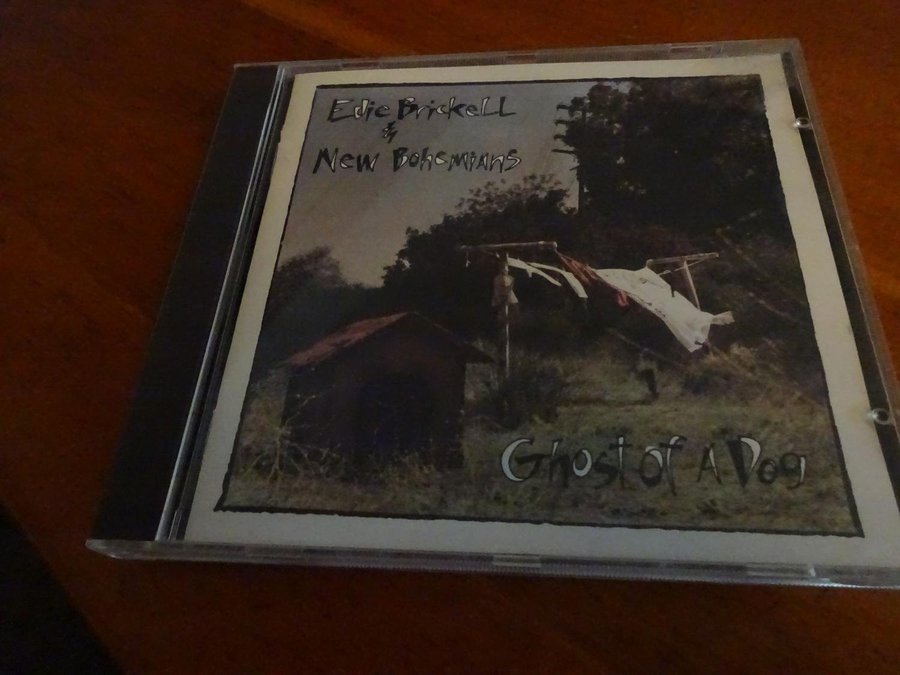 Edie Brickell
&
New Bohemians
Ghost of A Dog